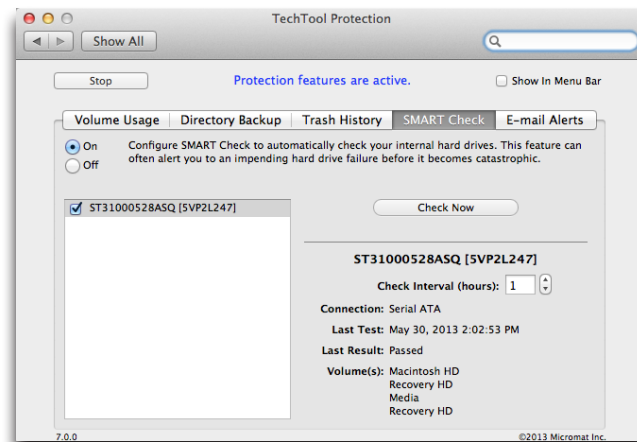 TechTool Protection
Show All
Stop
Protection features are active.
Show In Menu Bar
Volume Usage
Directory Backup
Trash History
SMART Check
E-mail Alerts
On
Off
Configure SMART Check to automatically check your internal hard drives. This feature can
often alert you to an impending hard drive failure before it becomes catastrophic.
ST31000528ASQ [5VP2L247]
Check Now
ST31000528ASQ [5VP2L247]
Check Interval (hours): 1
Connection: Serial ATA
Last Test: May 30, 2013 2:02:53 PM
Last Result: Passed
Volume(s): Macintosh HD
Recovery HD
Media
Recovery HD
7.0.0
©2013 Micromat Inc.